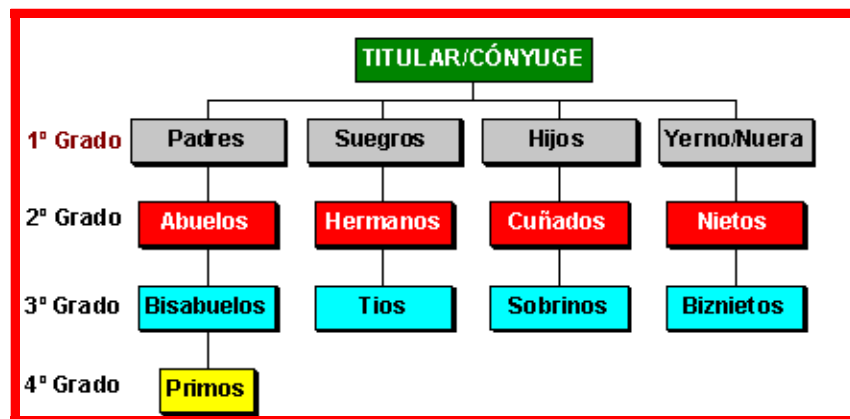 TITULAR/CÓNYUGE
1º Grado Padres Suegros Hijos Yerno/Nuera
2º Grado Abuelos Hermanos Cuñados Nietos
3º Grado Bisabuelos Tios Sobrinos Biznietos
4º Grado Primos